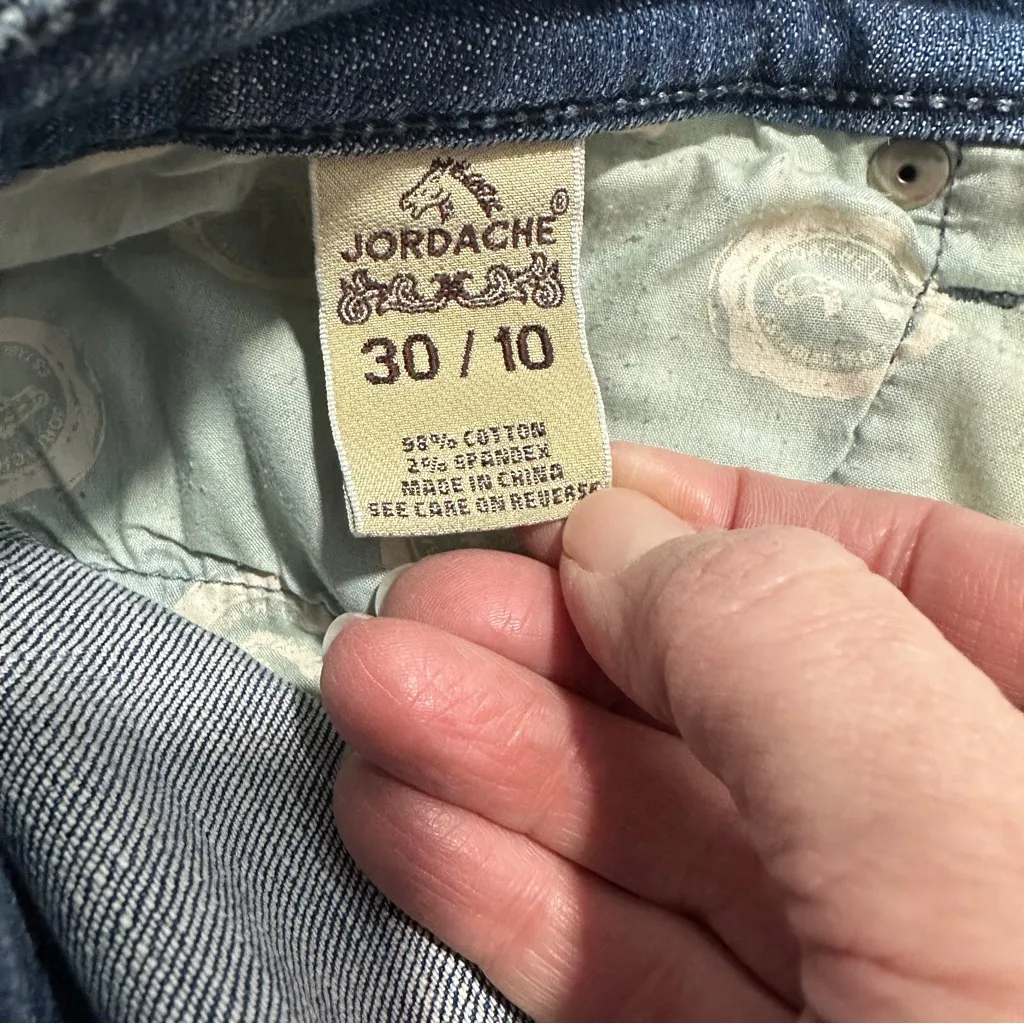 JORDACHE®
30 / 10
98% COTTON
2% SPANDEX
MADE IN CHINA
SEE CARE ON REVERSE